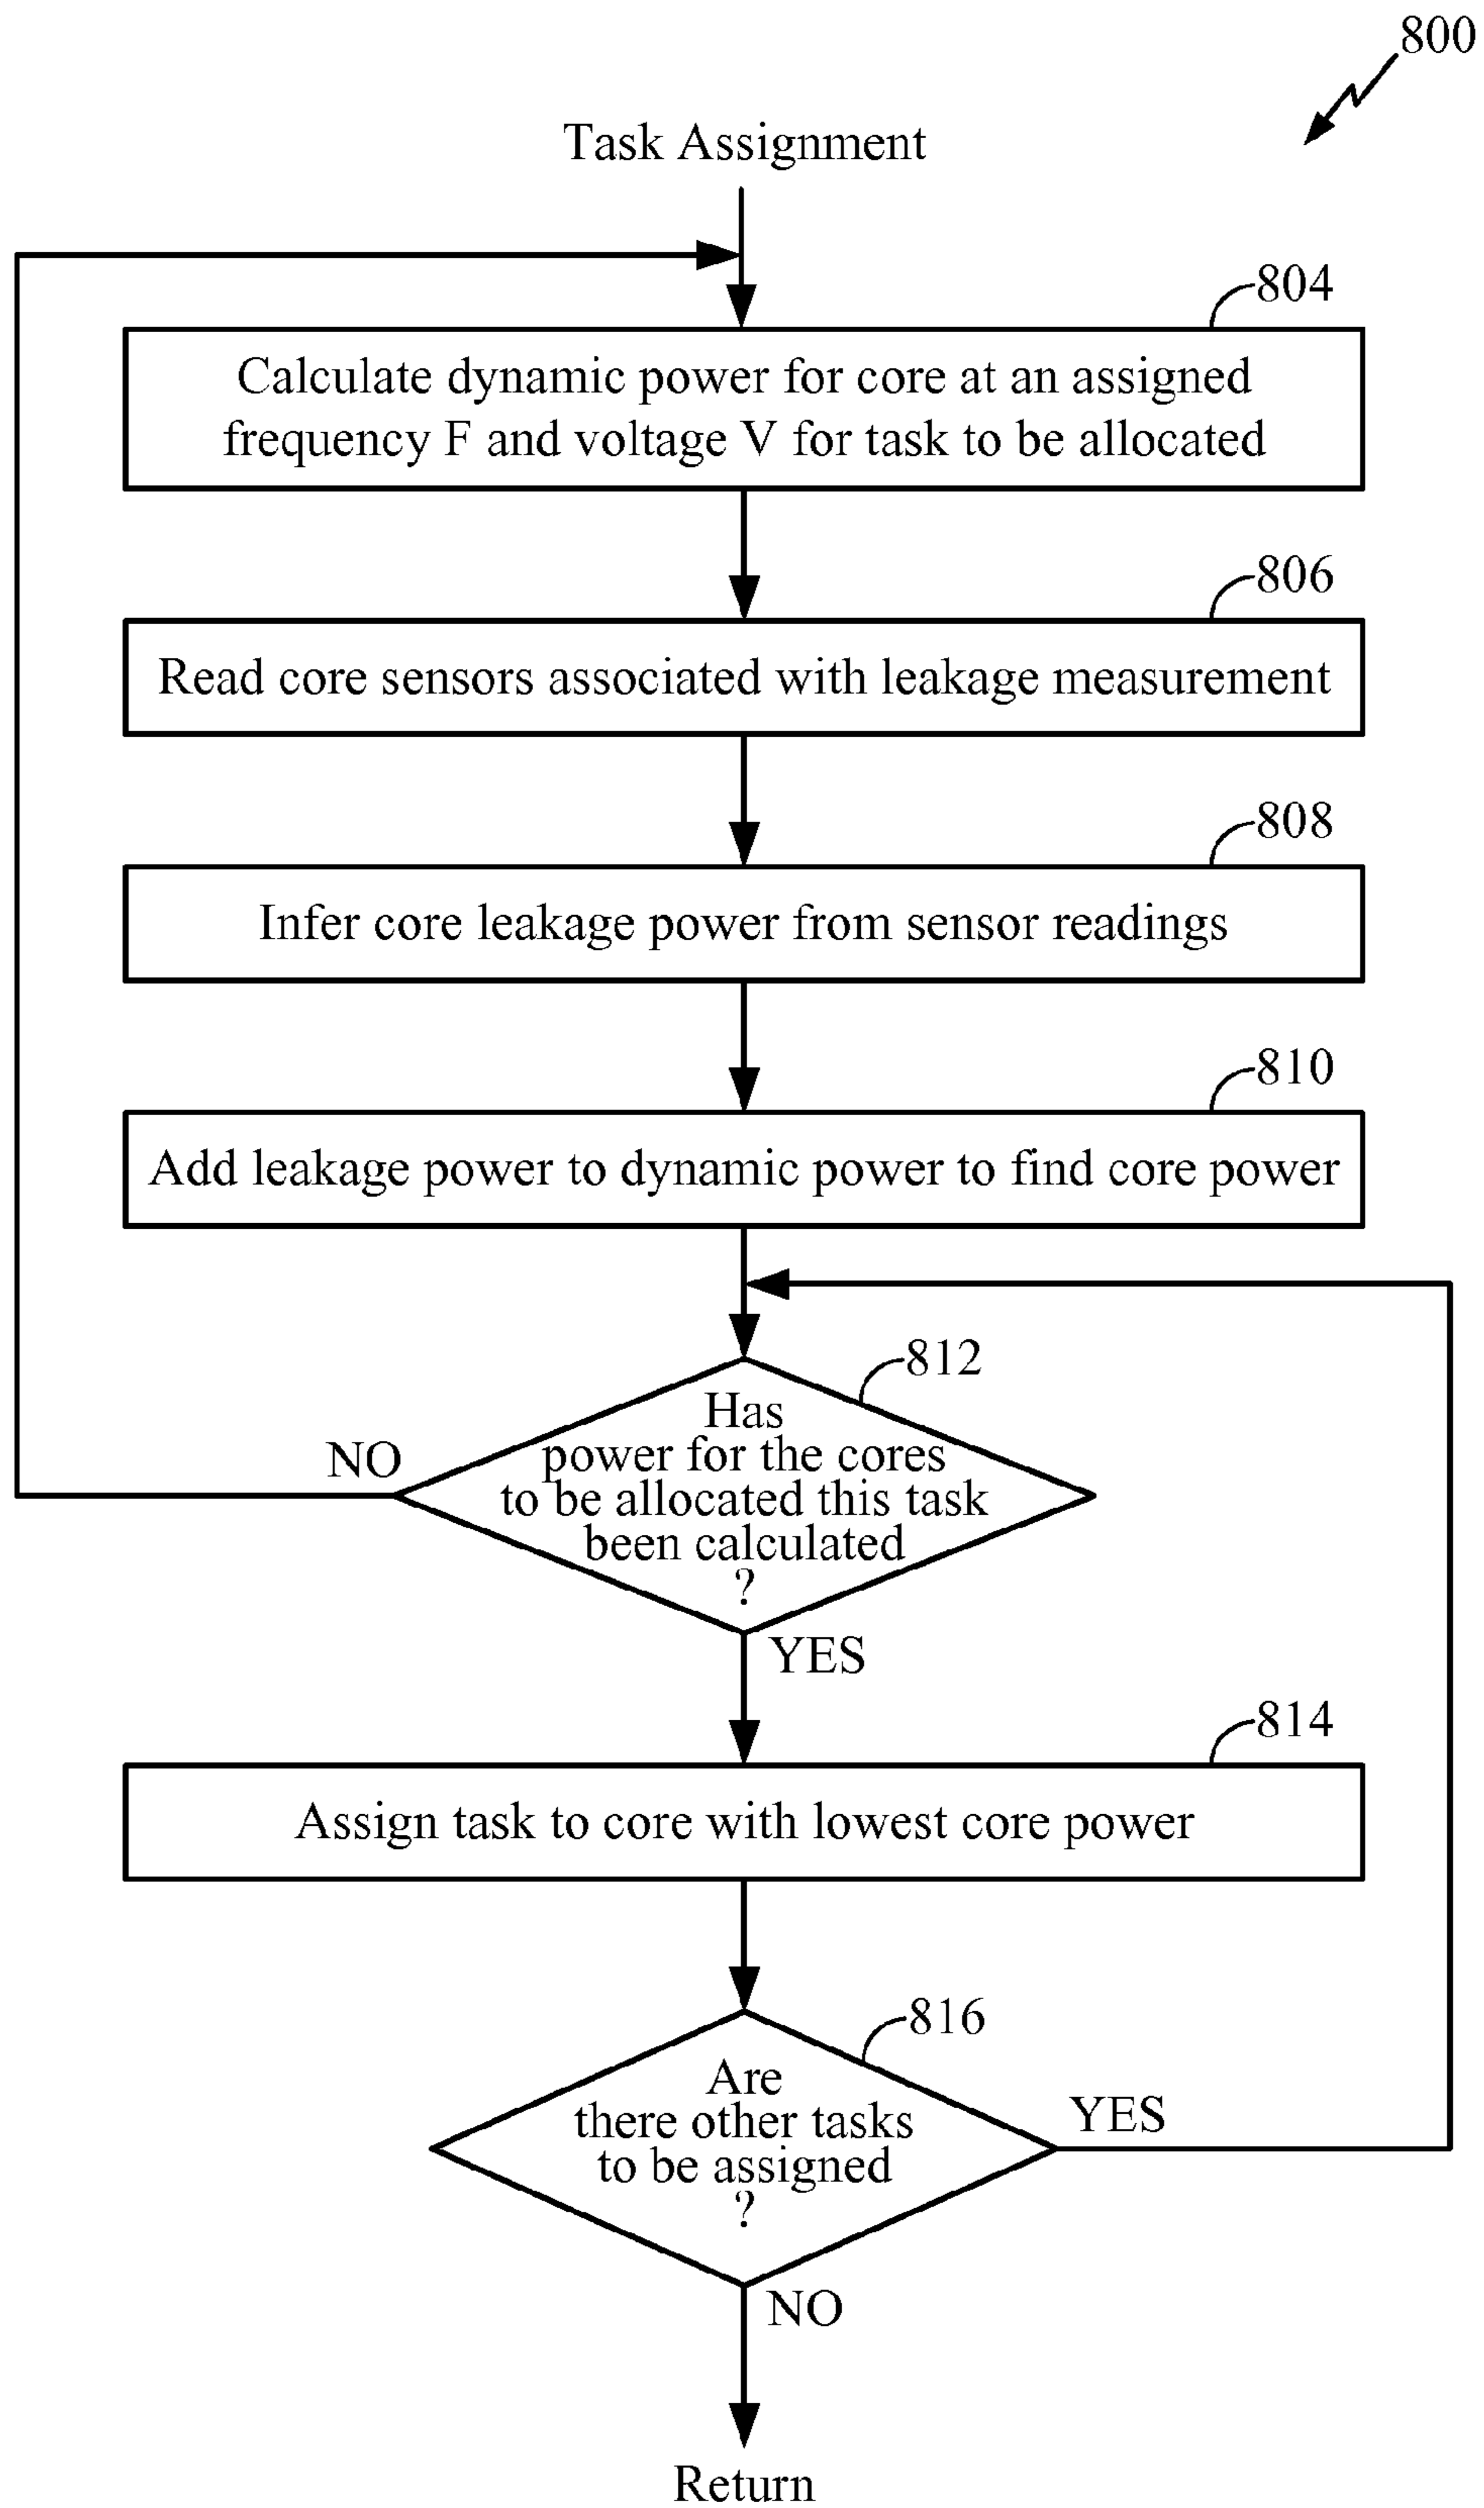 800
Task Assignment
804
Calculate dynamic power for core at an assigned
frequency F and voltage V for task to be allocated
806
Read core sensors associated with leakage measurement
808
Infer core leakage power from sensor readings
810
Add leakage power to dynamic power to find core power
812
Has
power for the cores
to be allocated this task
been calculated
?
NO
YES
814
Assign task to core with lowest core power
816
Are
there other tasks
to be assigned
?
YES
NO
Return